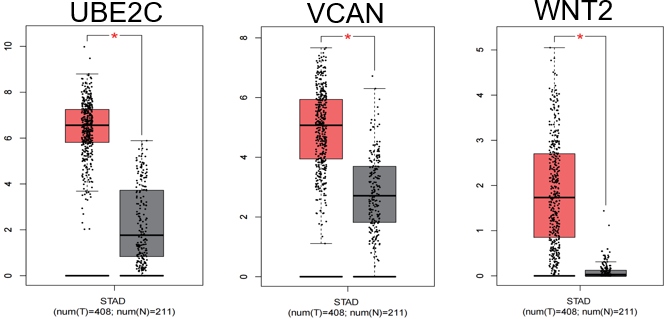 UBE2C
VCAN
WNT2
*
*
*
10
8
6
4
2
0
8
6
4
2
0
5
4
3
2
1
0
STAD
(num(T)=408; num(N)=211)
STAD
(num(T)=408; num(N)=211)
STAD
(num(T)=408; num(N)=211)